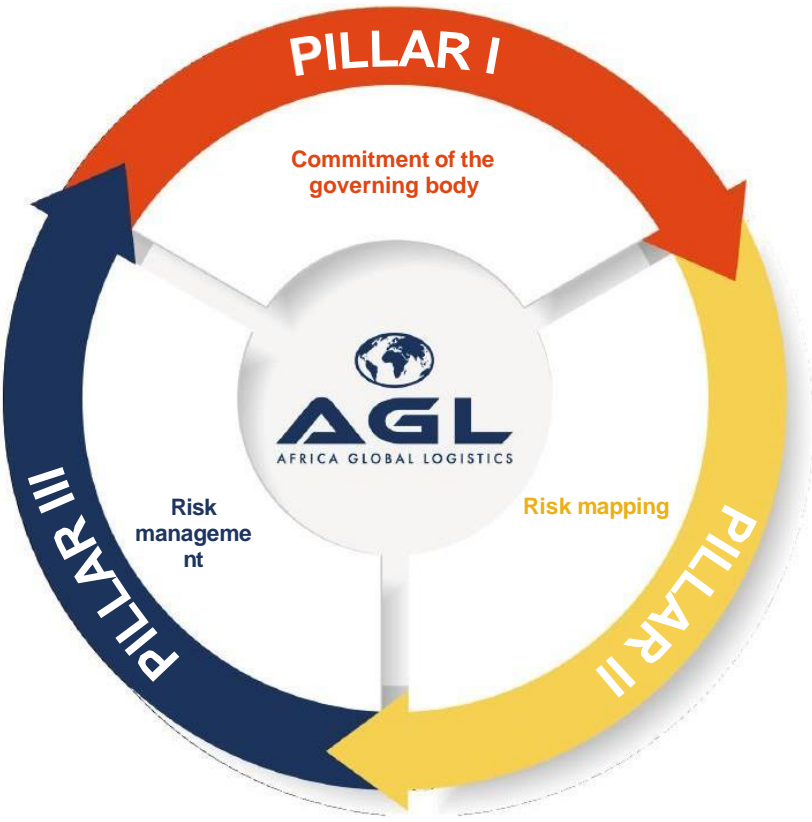 PILLAR I
Commitment of the
governing body
AGL
AFRICA GLOBAL LOGISTICS
Risk mapping
PILLAR II
Risk
manageme
nt
PILLAR III